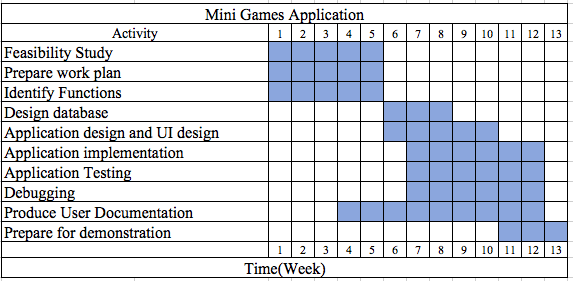 Mini Games Application
Activity 1 2 3 4 5 6 7 8 9 10 11 12 13
Feasibility Study
Prepare work plan
Identify Functions
Design database
Application design and UI design
Application implementation
Application Testing
Debugging
Produce User Documentation
Prepare for demonstration
1 2 3 4 5 6 7 8 9 10 11 12 13
Time(Week)